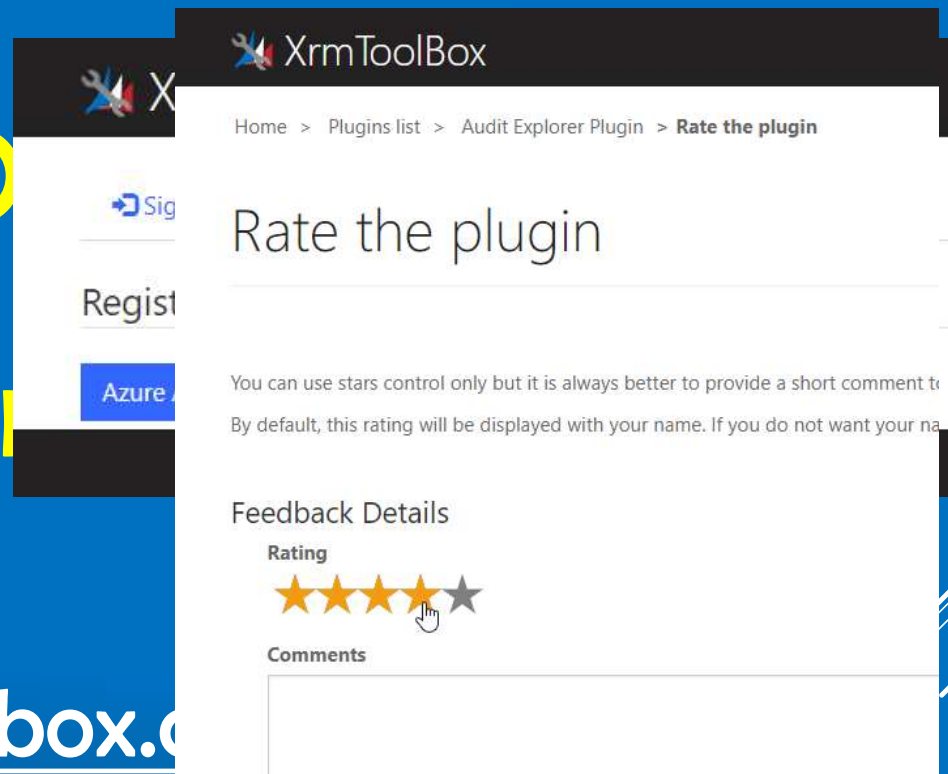 XrmToolBox
Home > Plugins list > Audit Explorer Plugin > Rate the plugin
Rate the plugin
You can use stars control only but it is always better to provide a short comment
By default, this rating will be displayed with your name. If you do not want your
Feedback Details
Rating
Comments
X
Sig
Regist
Azure
box.